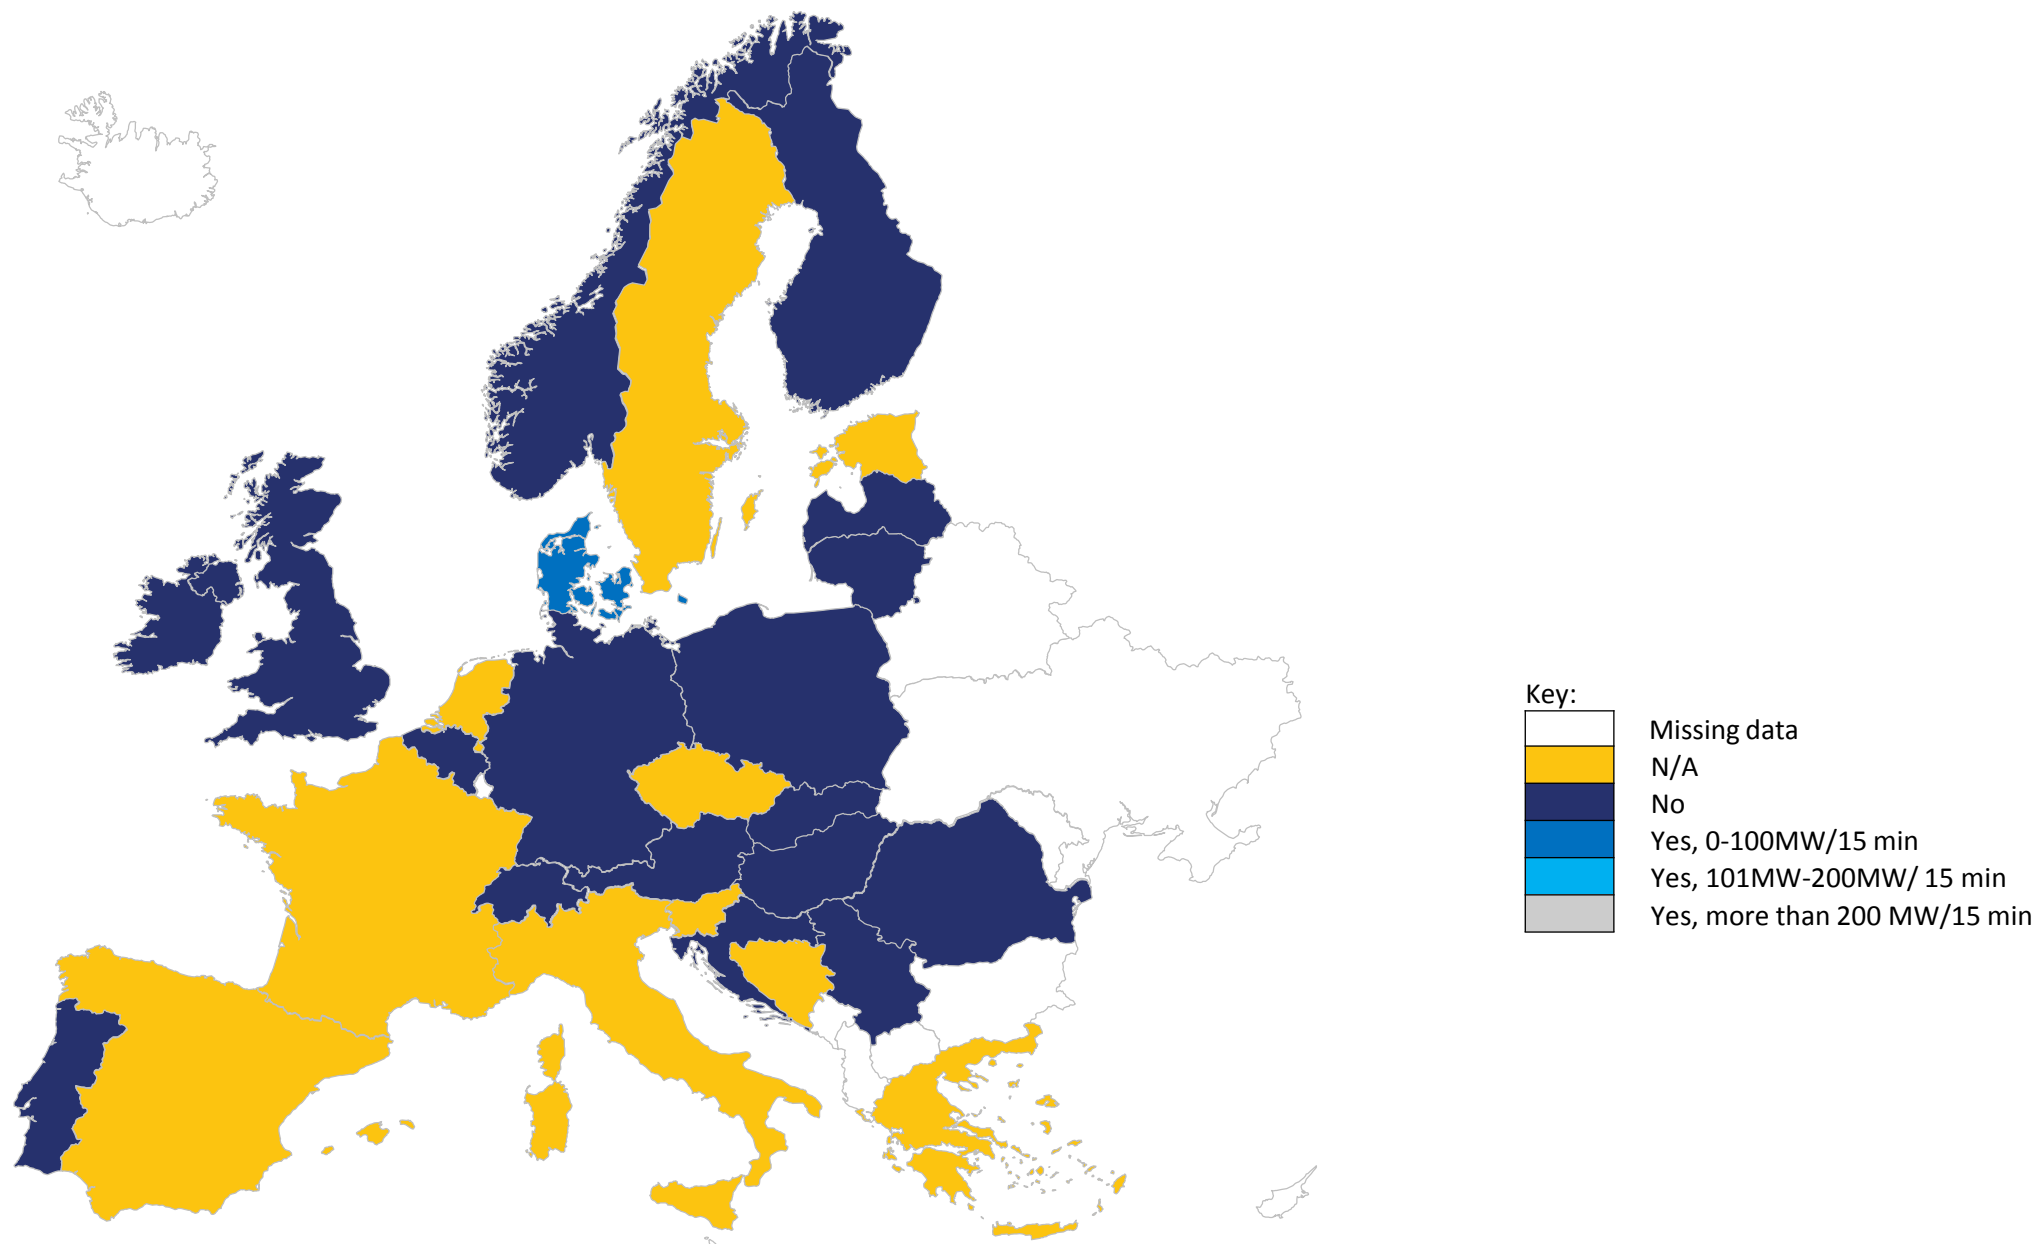 Key:
Missing data
N/A
No
Yes, 0-100MW/15 min
Yes, 101MW-200MW/ 15 min
Yes, more than 200 MW/15 min